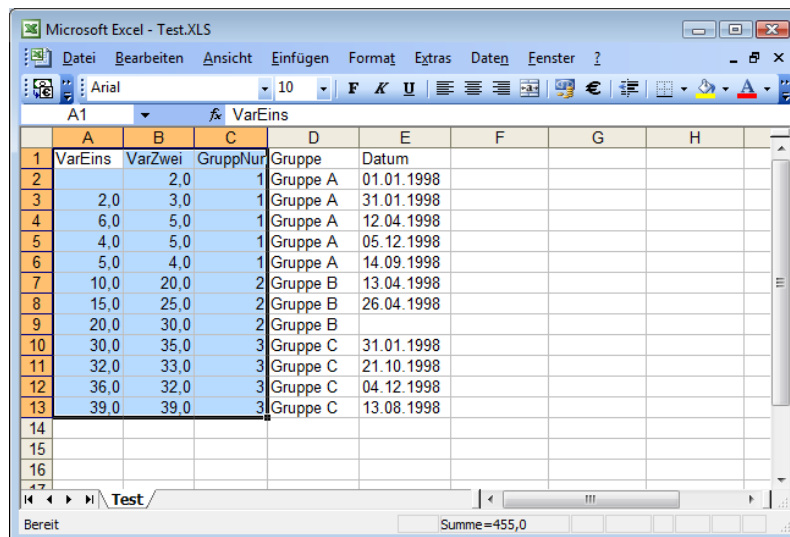 Microsoft Excel - Test.XLS
Datei Bearbeiten Ansicht Einfügen Format Extras Daten Fenster ?
Arial 10 F K U €
A1 fx VarEins
A B C D E F G H
1 VarEins VarZwei GruppNur Gruppe Datum
2 2,0 1 Gruppe A 01.01.1998
3 2,0 3,0 1 Gruppe A 31.01.1998
4 6,0 5,0 1 Gruppe A 12.04.1998
5 4,0 5,0 1 Gruppe A 05.12.1998
6 5,0 4,0 1 Gruppe A 14.09.1998
7 10,0 20,0 2 Gruppe B 13.04.1998
8 15,0 25,0 2 Gruppe B 26.04.1998
9 20,0 30,0 2 Gruppe B
10 30,0 35,0 3 Gruppe C 31.01.1998
11 32,0 33,0 3 Gruppe C 21.10.1998
12 36,0 32,0 3 Gruppe C 04.12.1998
13 39,0 39,0 3 Gruppe C 13.08.1998
14
15
16
17
Test
Bereit Summe=455,0